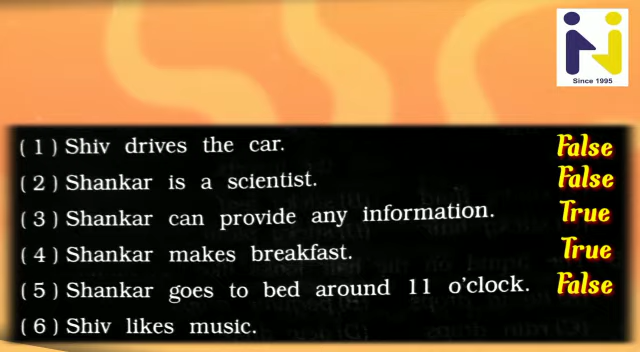 Since 1995
( 1 ) Shiv drives the car. False
( 2 ) Shankar is a scientist. False
( 3 ) Shankar can provide any information. True
( 4 ) Shankar makes breakfast. True
( 5 ) Shankar goes to bed around 11 o'clock. False
( 6 ) Shiv likes music.